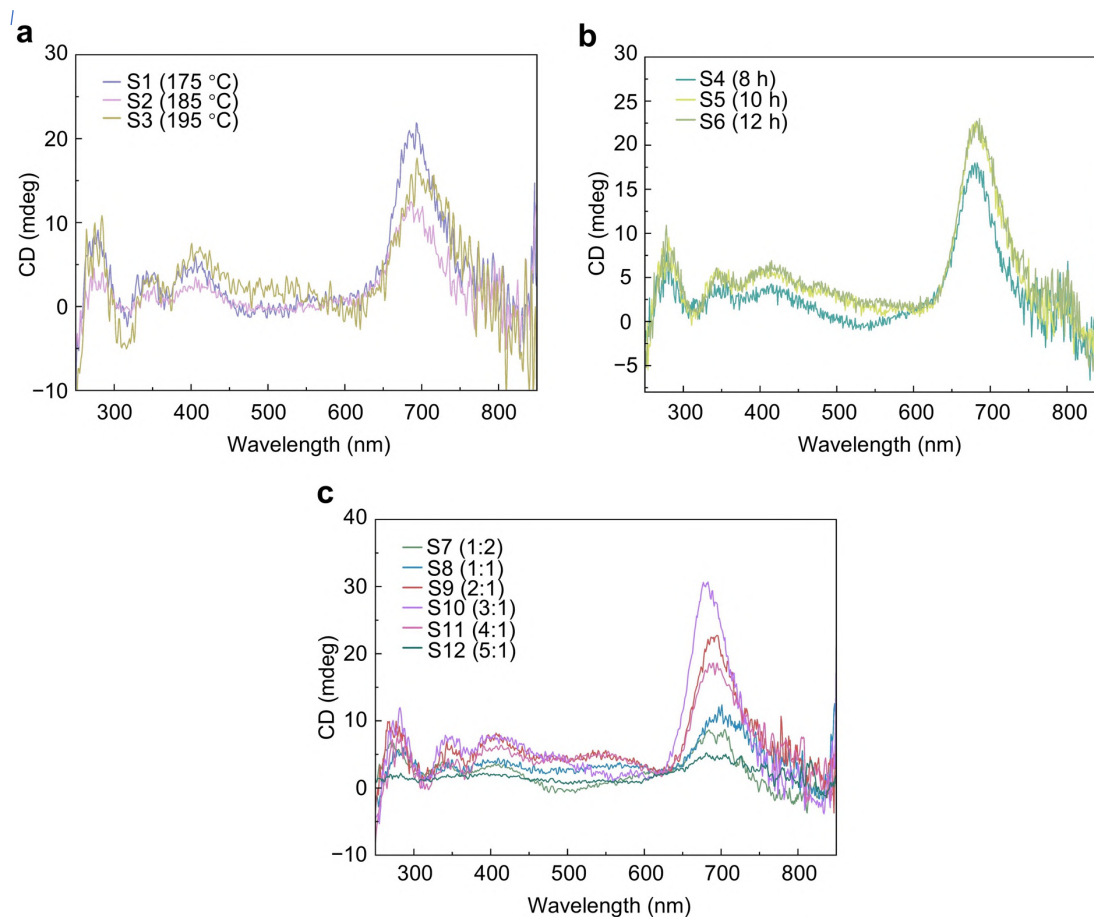 a
30
20
10
0
−10
CD (mdeg)
S1 (175 °C)
S2 (185 °C)
S3 (195 °C)
300 400 500 600 700 800
Wavelength (nm)
b
30
25
20
15
10
5
0
−5
CD (mdeg)
S4 (8 h)
S5 (10 h)
S6 (12 h)
300 400 500 600 700 800
Wavelength (nm)
c
40
30
20
10
0
−10
CD (mdeg)
S7 (1:2)
S8 (1:1)
S9 (2:1)
S10 (3:1)
S11 (4:1)
S12 (5:1)
300 400 500 600 700 800
Wavelength (nm)